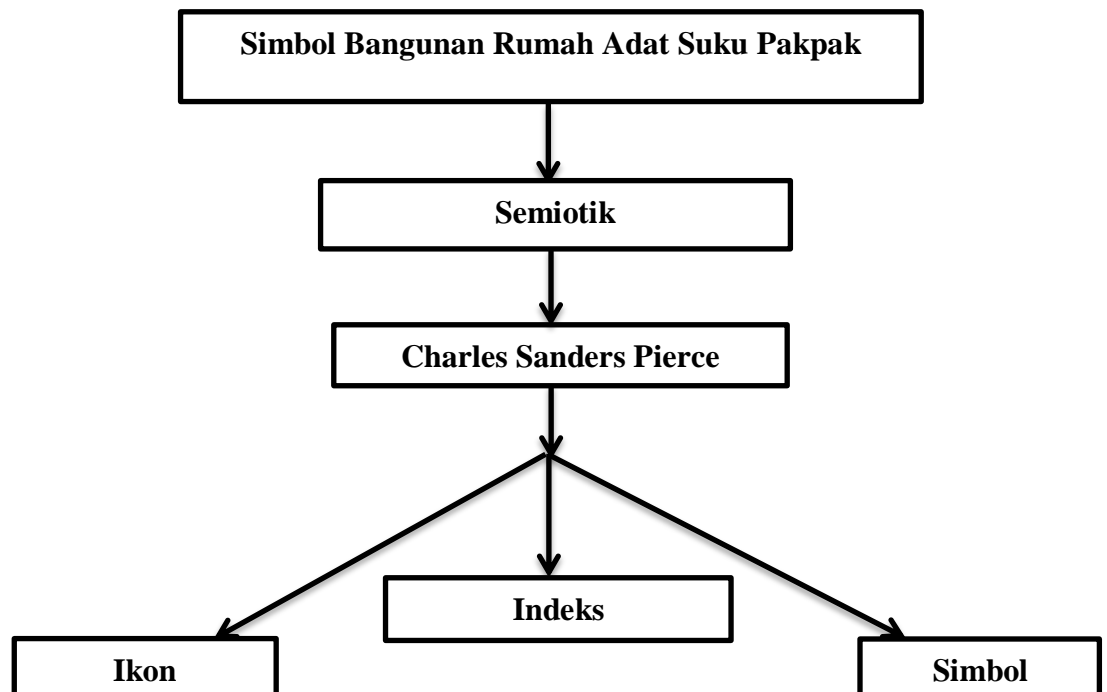 Simbol Bangunan Rumah Adat Suku Pakpak
Semiotik
Charles Sanders Pierce
Indeks
Ikon
Simbol